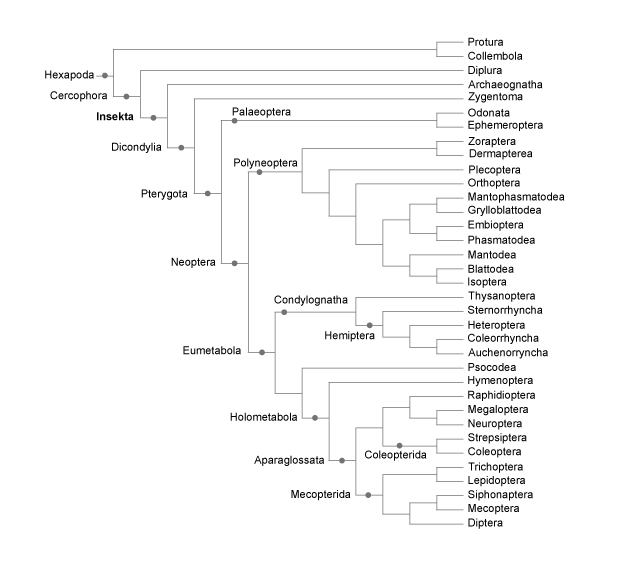 Protura
Collembola
Hexapoda
Diplura
Cercophora
Archaeognatha
Zygentoma
Insekta
Palaeoptera
Odonata
Ephemeroptera
Dicondylia
Zoraptera
Dermapterea
Polyneoptera
Plecoptera
Orthoptera
Pterygota
Mantophasmatodea
Grylloblattodea
Embioptera
Phasmatodea
Mantodea
Neoptera
Blattodea
Isoptera
Condylognatha
Thysanoptera
Sternorrhyncha
Heteroptera
Hemiptera
Coleorrhyncha
Eumetabola
Auchenorryncha
Psocodea
Hymenoptera
Raphidioptera
Megaloptera
Holometabola
Neuroptera
Strepsiptera
Coleoptera
Coleopterida
Aparaglossata
Trichoptera
Lepidoptera
Mecopterida
Siphonaptera
Mecoptera
Diptera